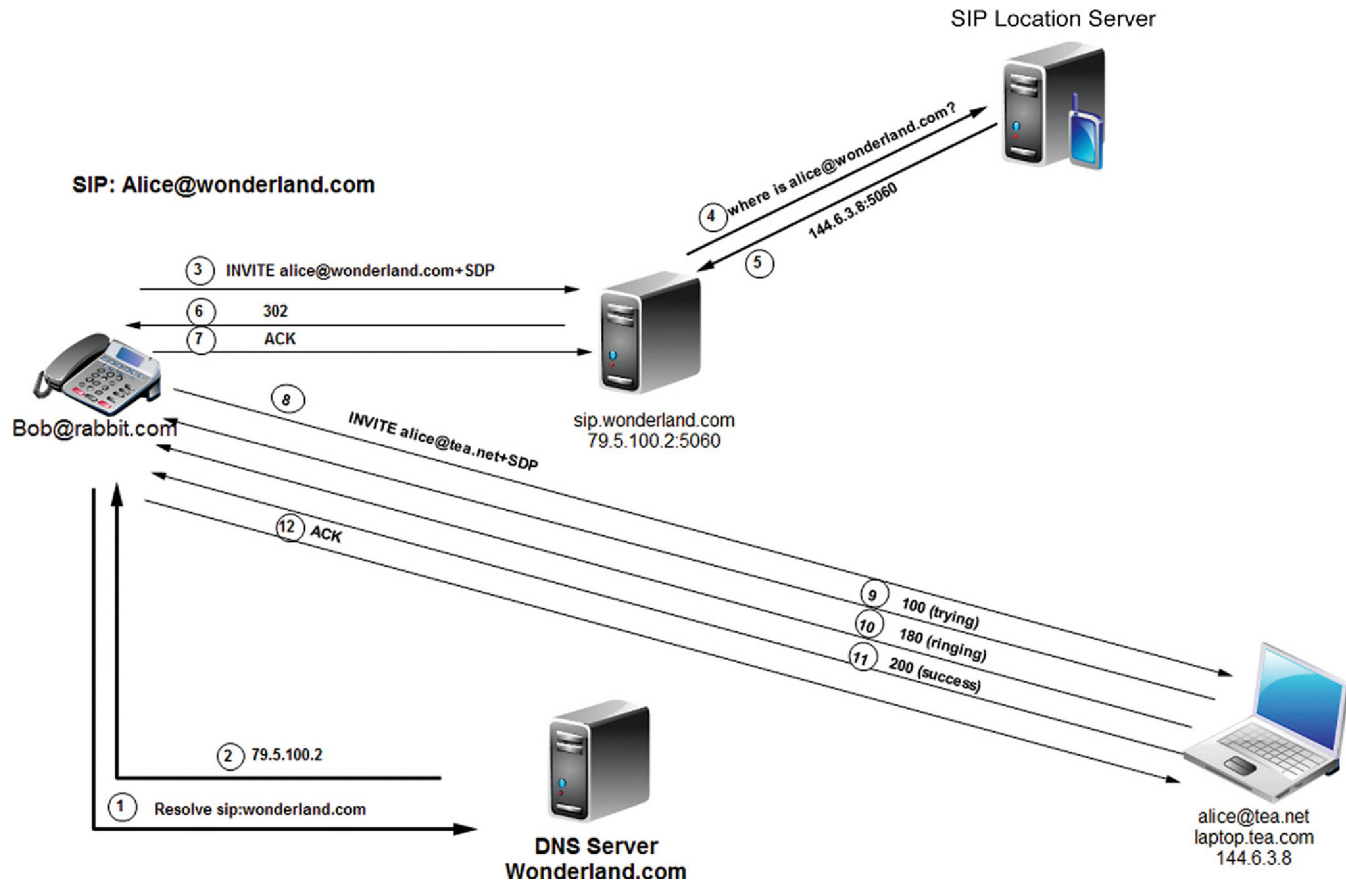 SIP Location Server
SIP: Alice@wonderland.com
4 where is alice@wonderland.com?
144.6.3.8:5060
5
3 INVITE alice@wonderland.com+SDP
6 302
7 ACK
Bob@rabbit.com
sip.wonderland.com
79.5.100.2:5060
8
INVITE alice@tea.net+SDP
12 ACK
9 100 (trying)
10 180 (ringing)
11 200 (success)
2 79.5.100.2
1 Resolve sip:wonderland.com
DNS Server
Wonderland.com
alice@tea.net
laptop.tea.com
144.6.3.8